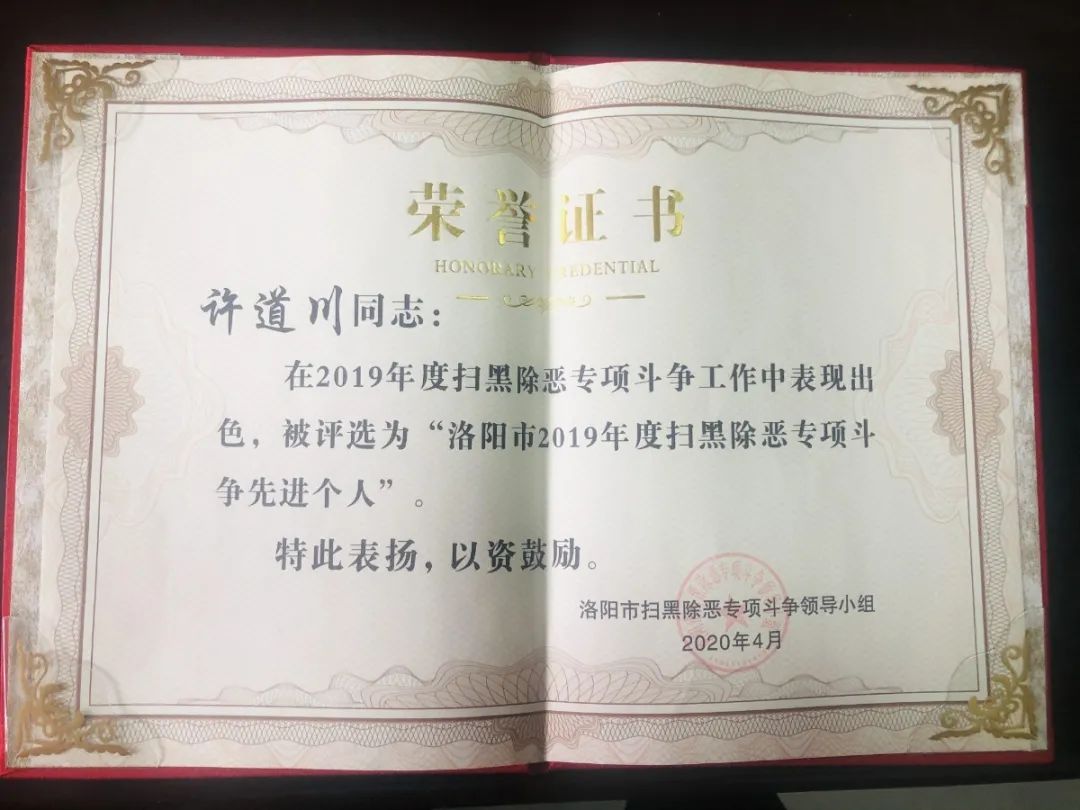 荣誉证书
HONORARY CREDENTIAL
许道川同志：
在2019年度扫黑除恶专项斗争工作中表现出
色，被评选为“洛阳市2019年度扫黑除恶专项斗
争先进个人”。
特此表扬，以资鼓励。
洛阳市扫黑除恶专项斗争领导小组
2020年4月